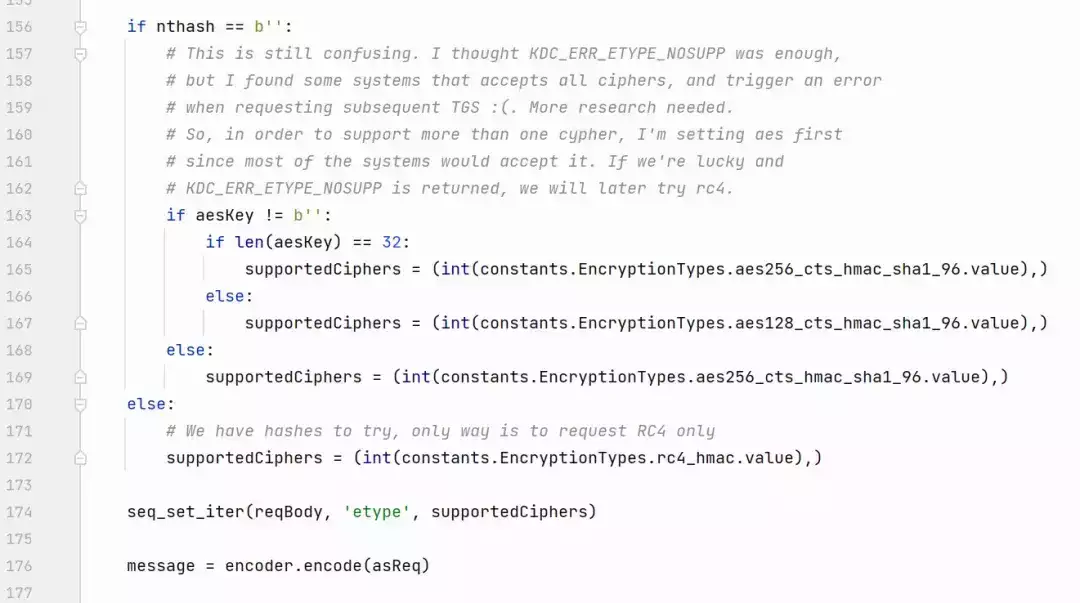 155
156 if nthash == b'':
157 # This is still confusing. I thought KDC_ERR_ETYPE_NOSUPP was enough,
158 # but I found some systems that accepts all ciphers, and trigger an error
159 # when requesting subsequent TGS :(. More research needed.
160 # So, in order to support more than one cypher, I'm setting aes first
161 # since most of the systems would accept it. If we're lucky and
162 # KDC_ERR_ETYPE_NOSUPP is returned, we will later try rc4.
163 if aesKey != b'':
164 if len(aesKey) == 32:
165 supportedCiphers = (int(constants.EncryptionTypes.aes256_cts_hmac_sha1_96.value),)
166 else:
167 supportedCiphers = (int(constants.EncryptionTypes.aes128_cts_hmac_sha1_96.value),)
168 else:
169 supportedCiphers = (int(constants.EncryptionTypes.aes256_cts_hmac_sha1_96.value),)
170 else:
171 # We have hashes to try, only way is to request RC4 only
172 supportedCiphers = (int(constants.EncryptionTypes.rc4_hmac.value),)
173
174 seq_set_iter(reqBody, 'etype', supportedCiphers)
175
176 message = encoder.encode(asReq)
177